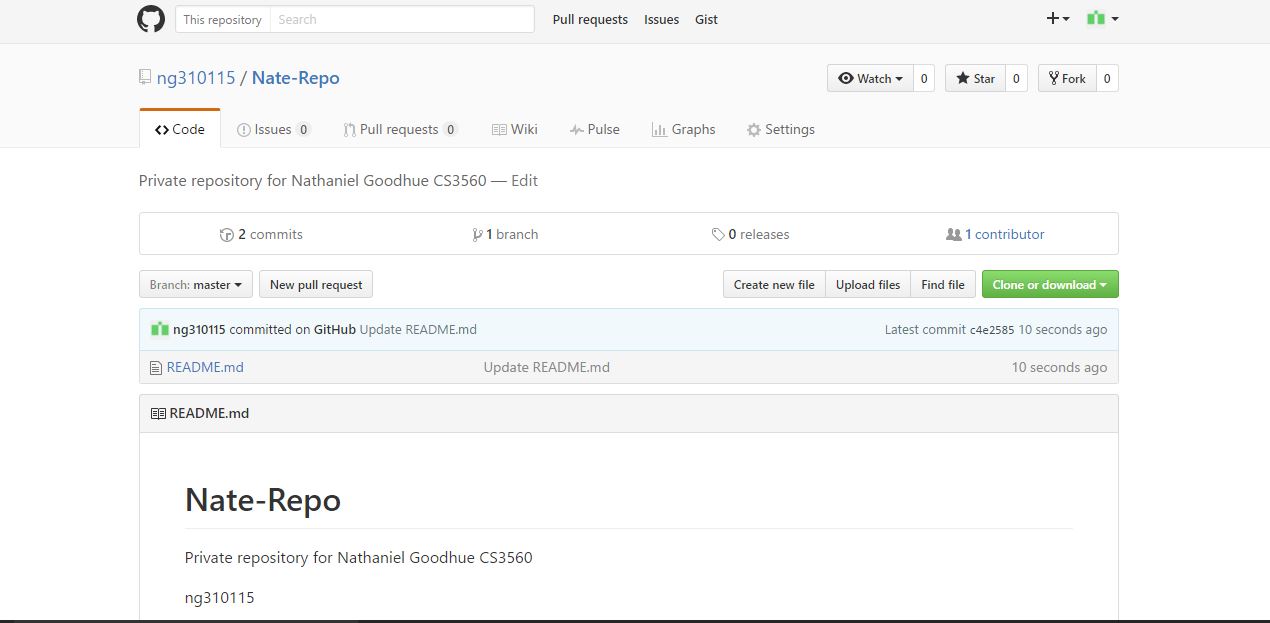 This repository Search Pull requests Issues Gist
ng310115 / Nate-Repo Watch 0 Star 0 Fork 0
Code Issues 0 Pull requests 0 Wiki Pulse Graphs Settings
Private repository for Nathaniel Goodhue CS3560 — Edit
2 commits 1 branch 0 releases 1 contributor
Branch: master New pull request Create new file Upload files Find file Clone or download
ng310115 committed on GitHub Update README.md Latest commit c4e2585 10 seconds ago
README.md Update README.md 10 seconds ago
README.md
Nate-Repo
Private repository for Nathaniel Goodhue CS3560
ng310115